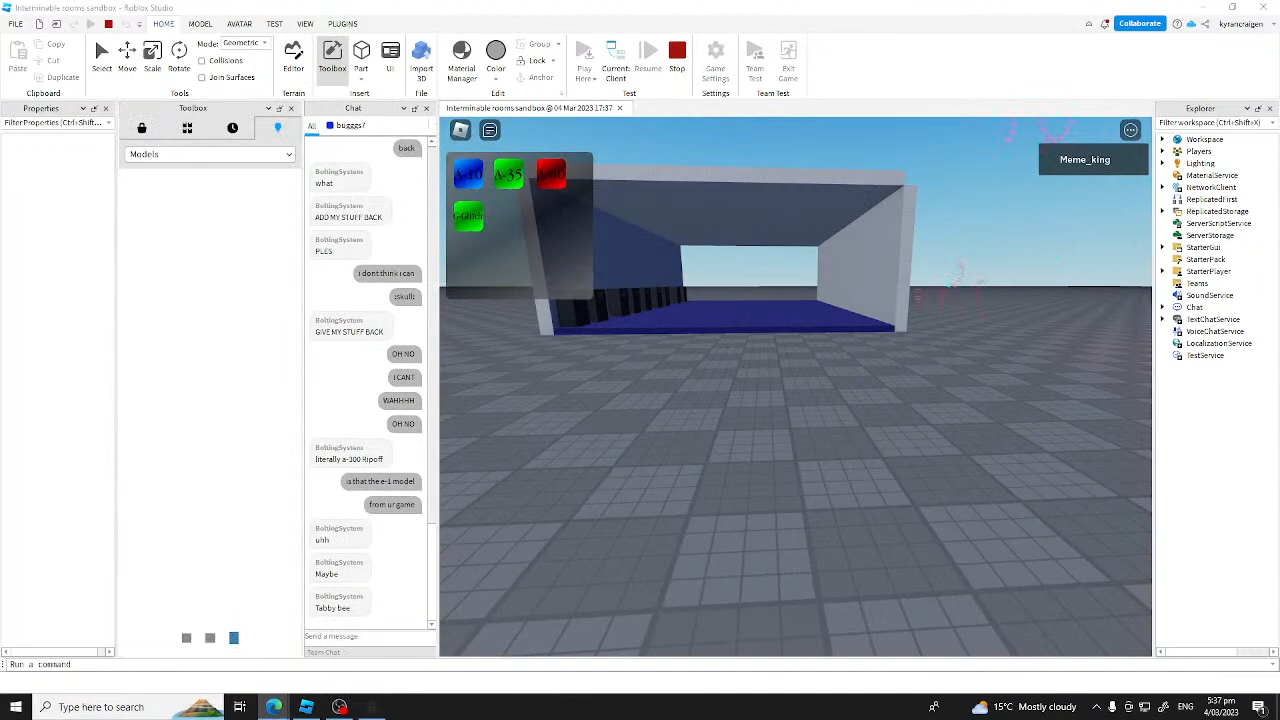 Interminable rooms sandbox - Roblox Studio
FILE
HOME
MODEL
AVATAR
TEST
VIEW
PLUGINS
Collaborate
kyrancraigen
Paste
Copy
Cut
Duplicate
Clipboard
Select
Move
Scale
Rotate
Mode: Geometric
Collisions
Join Surfaces
Tools
Editor
Terrain
Toolbox
Part
UI
Insert
Import
3D
File
Material
Manager
Color
Group
Lock
Anchor
Edit
Play
Here
Current:
Client
Resume
Stop
Test
Game
Settings
Settings
Team
Test
Exit
Game
Team Test
Properties
Filter Properties (Ctrl+Shift...
Toolbox
Models
Chat
All
bugggs?
back
BoltingSystem
what
BoltingSystem
ADD MY STUFF BACK
BoltingSystem
PLES
i dont think i can
:skull:
BoltingSystem
GIVE MY STUFF BACK
OH NO
I CANT
WAHHHH
OH NO
BoltingSystem
literally a-300 Ripoff
is that the e-1 model
from ur game
BoltingSystem
uhh
BoltingSystem
Maybe
BoltingSystem
Tabby bee
Send a message
Team Chat
Interminable rooms sandbox @ 04 Mar 2023 17:37
A-10
A-35
G-Glitch
Meme_king
Explorer
Filter workspace (Ctrl+Shift+X)
Workspace
Players
Lighting
MaterialService
NetworkClient
ReplicatedFirst
ReplicatedStorage
ServerScriptService
ServerStorage
StarterGui
StarterPack
StarterPlayer
Teams
SoundService
Chat
TextChatService
VoiceChatService
LocalizationService
TestService
Run a command
Type here to search
15°C Mostly cloudy
5:37 pm
4/03/2023